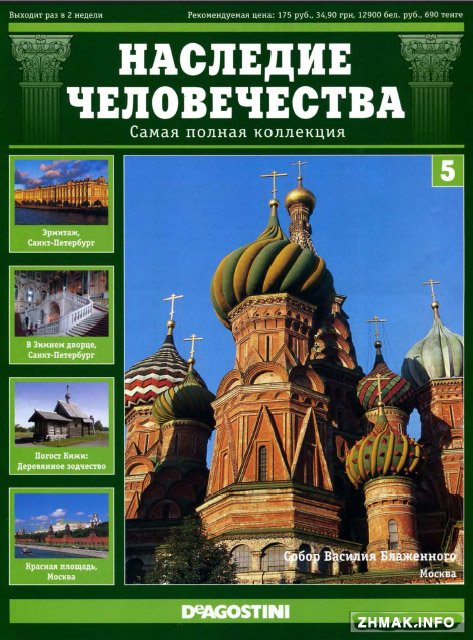 Выходит раз в 2 недели
Рекомендуемая цена: 175 руб., 34,90 грн, 12900 бел. руб., 690 тенге
НАСЛЕДИЕ
ЧЕЛОВЕЧЕСТВА
Самая полная коллекция
5
Эрмитаж,
Санкт-Петербург
В Зимнем дворце,
Санкт-Петербург
Погост Кижи:
Деревянное зодчество
Красная площадь,
Москва
Собор Василия Блаженного
Москва
DeAGOSTINI
ZHMAK.INFO